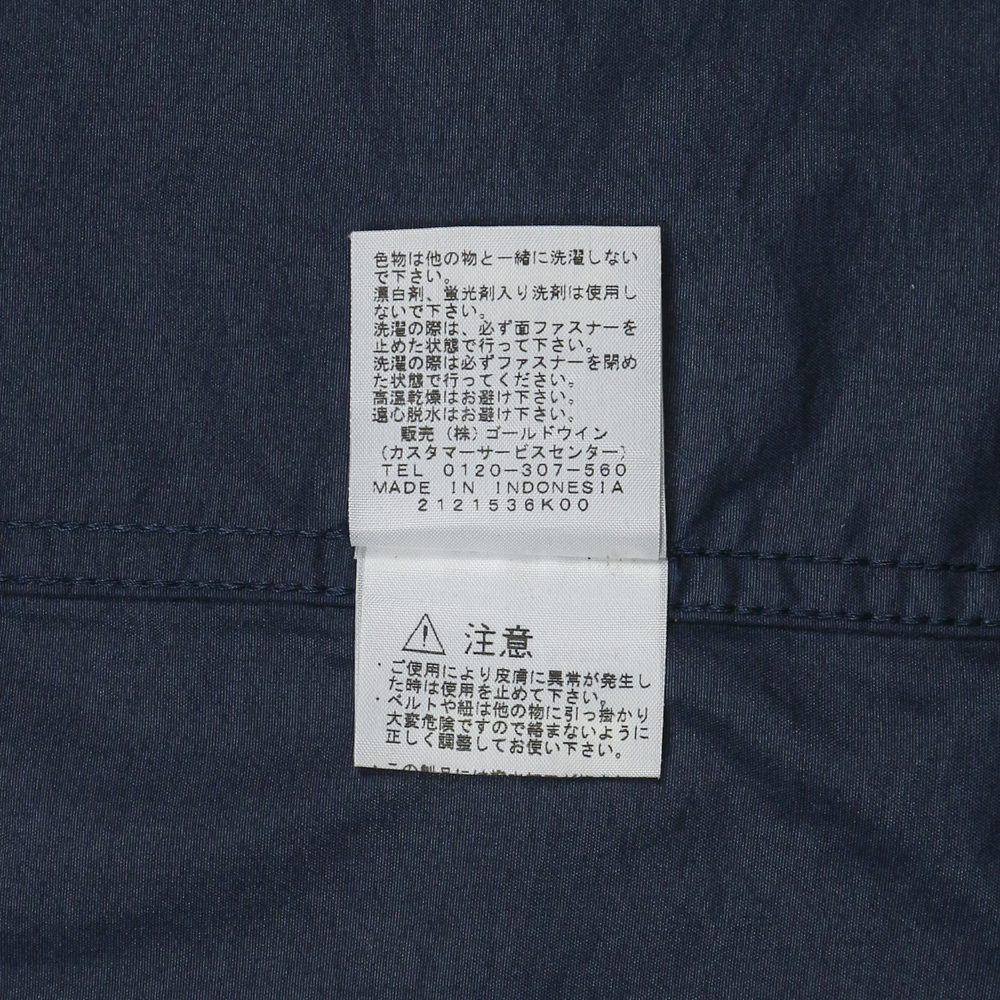 色物は他の物と一緒に洗濯しない
で下さい。
漂白剤、蛍光剤入り洗剤は使用し
ないで下さい。
洗濯の際は、必ず面ファスナーを
止めた状態で行って下さい。
洗濯の際は必ずファスナーを閉め
た状態で行ってください。
高温乾燥はお避け下さい。
遠心脱水はお避け下さい。
販売（株）ゴールドウイン
（カスタマーサービスセンター）
TEL 0120-307-560
MADE IN INDONESIA
2121536K00
注意
・ご使用により皮膚に異常が発生し
た時は使用を止めて下さい。
・ベルトや紐は他の物に引っ掛かり
大変危険ですので絡まないように
正しく調整してお使い下さい。
・この製品には